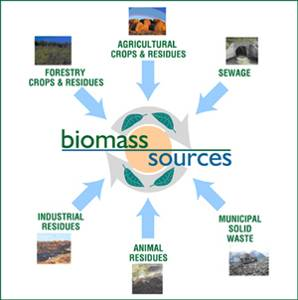 AGRICULTURAL
CROPS & RESIDUES
FORESTRY
CROPS & RESIDUES
SEWAGE
biomass
sources
INDUSTRIAL
RESIDUES
ANIMAL
RESIDUES
MUNICIPAL
SOLID
WASTE